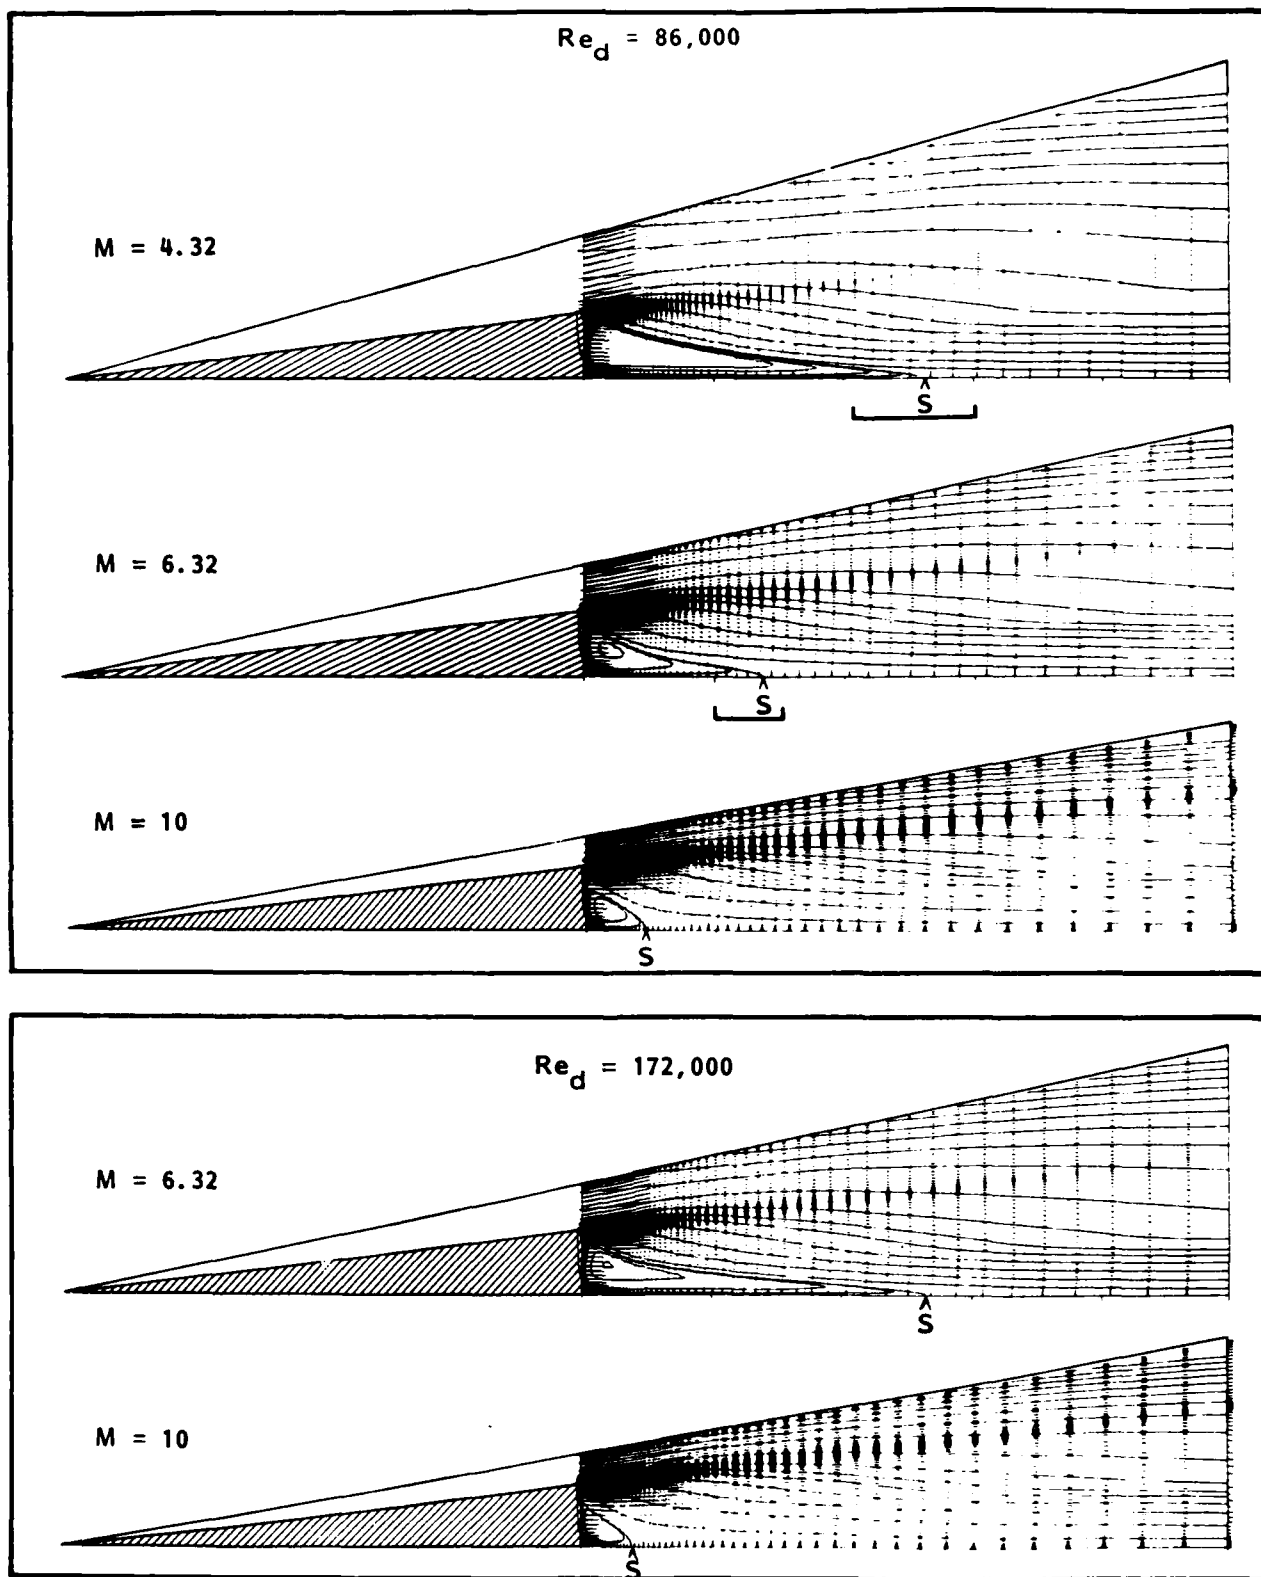 Re_d = 86,000
M = 4.32
S
M = 6.32
S
M = 10
S
Re_d = 172,000
M = 6.32
S
M = 10
S